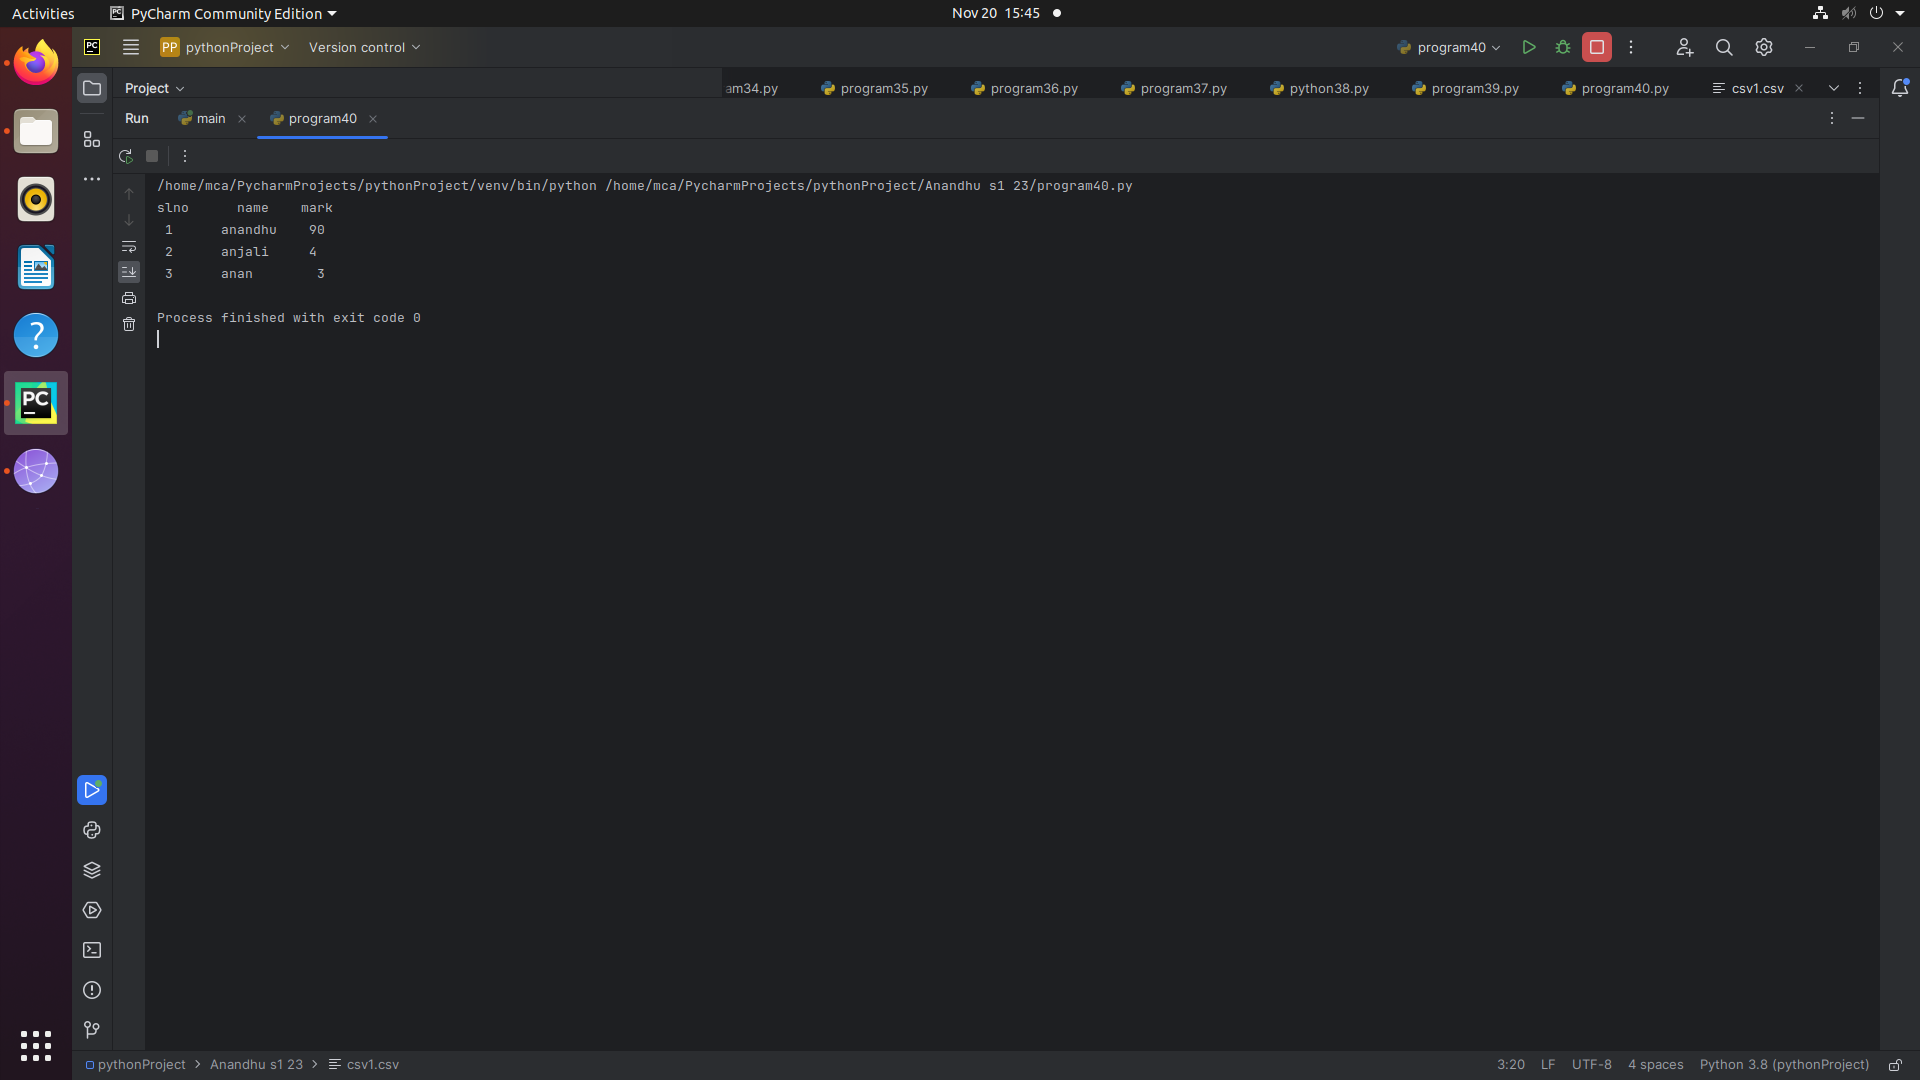 Activities PyCharm Community Edition Nov 20 15:45
PC pythonProject Version control program40
PP
Project am34.py program35.py program36.py program37.py python38.py program39.py program40.py csv1.csv
Run main program40
/home/mca/PycharmProjects/pythonProject/venv/bin/python /home/mca/PycharmProjects/pythonProject/Anandhu s1 23/program40.py
slno      name    mark
 1      anandhu    90
 2      anjali     4
 3      anan        3
Process finished with exit code 0
PC
pythonProject > Anandhu s1 23 > csv1.csv 3:20 LF UTF-8 4 spaces Python 3.8 (pythonProject)